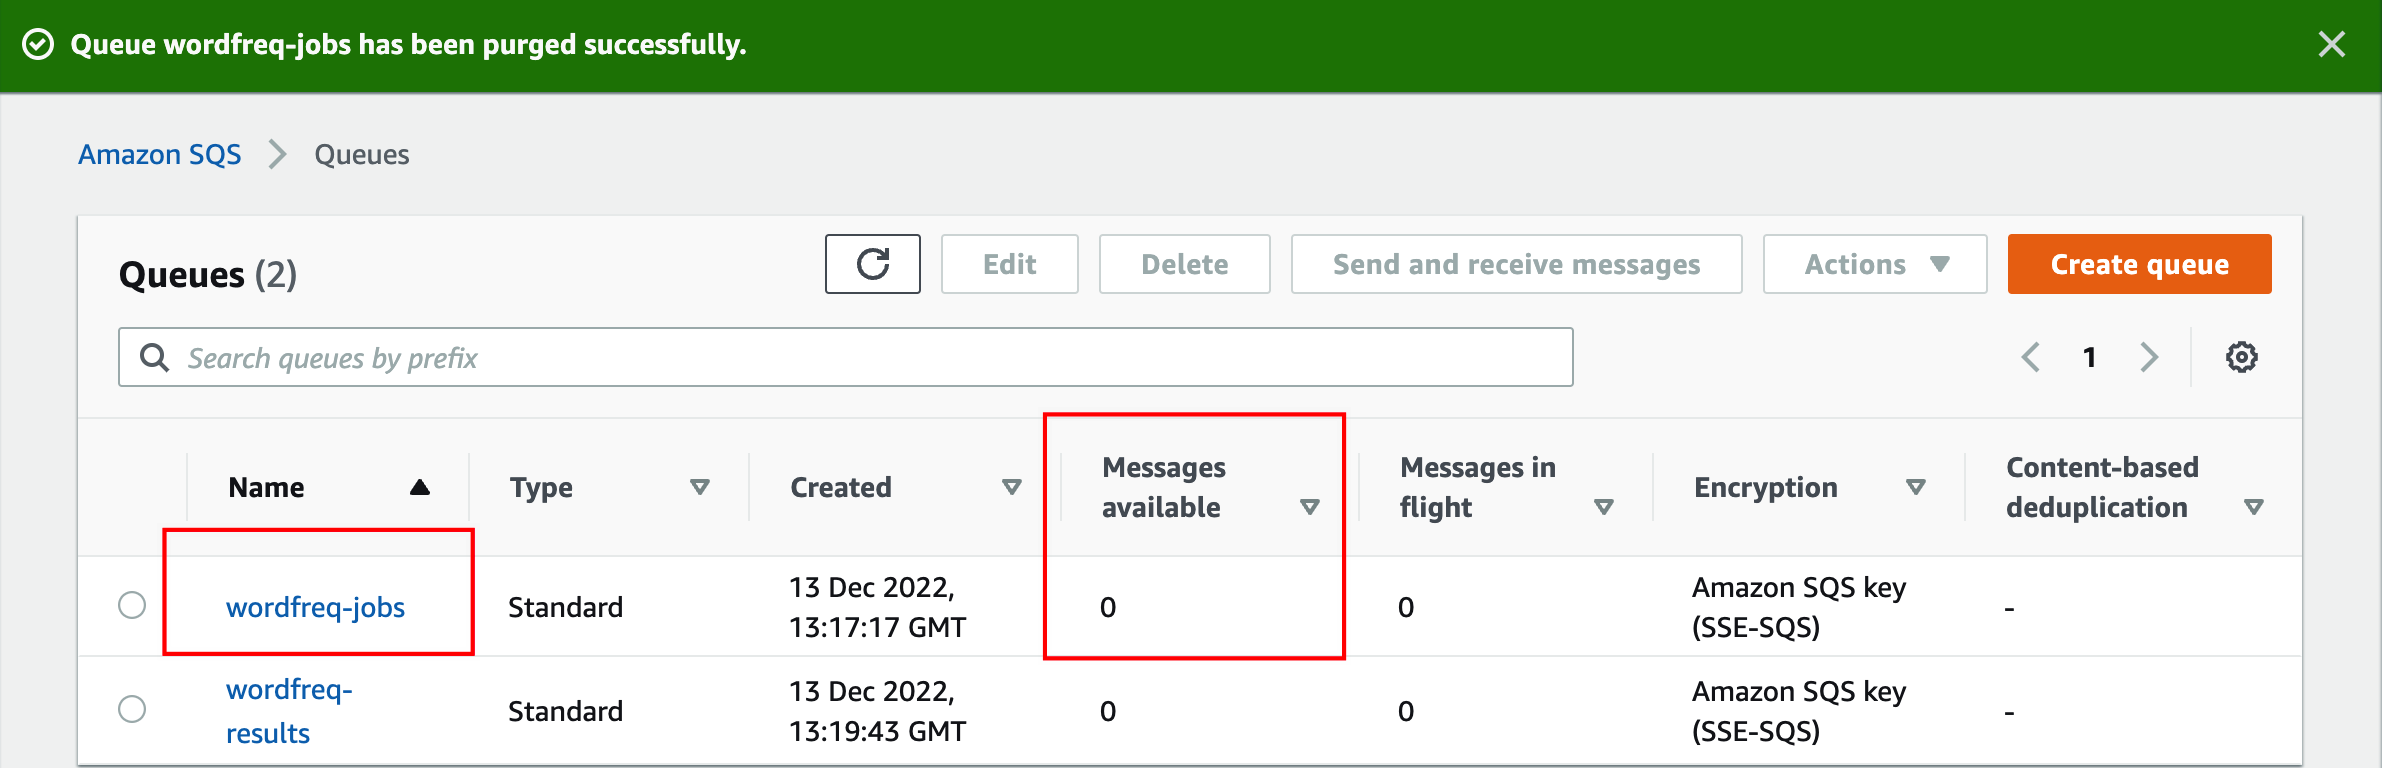 Queue wordfreq-jobs has been purged successfully.
Amazon SQS Queues
Queues (2)
Edit
Delete
Send and receive messages
Actions
Create queue
Search queues by prefix
1
Name
Type
Created
Messages
available
Messages in
flight
Encryption
Content-based
deduplication
wordfreq-jobs
Standard
13 Dec 2022,
13:17:17 GMT
0
0
Amazon SQS key
(SSE-SQS)
-
wordfreq-
results
Standard
13 Dec 2022,
13:19:43 GMT
0
0
Amazon SQS key
(SSE-SQS)
-